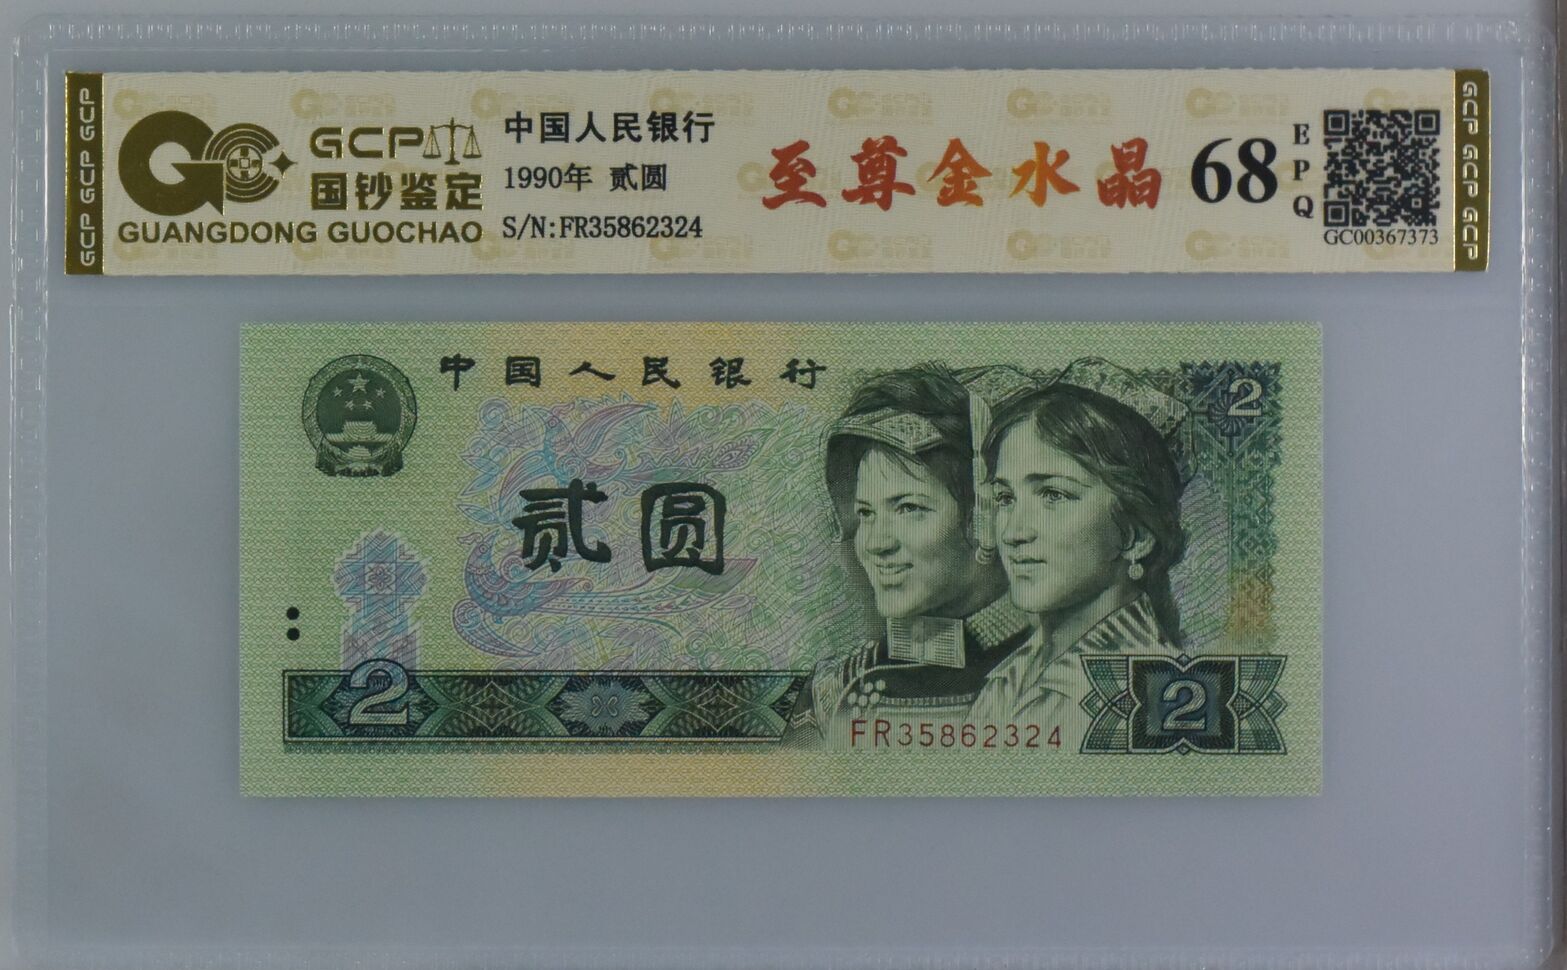 GCP GCP GCP
GCP
国钞鉴定
GUANGDONG GUOCHAO
中国人民银行
1990年 贰圆
S/N:FR35862324
至尊金水晶
68
EPQ
GC00367373
GCP GCP GCP
中国人民银行
2
贰圆
2
FR35862324
2